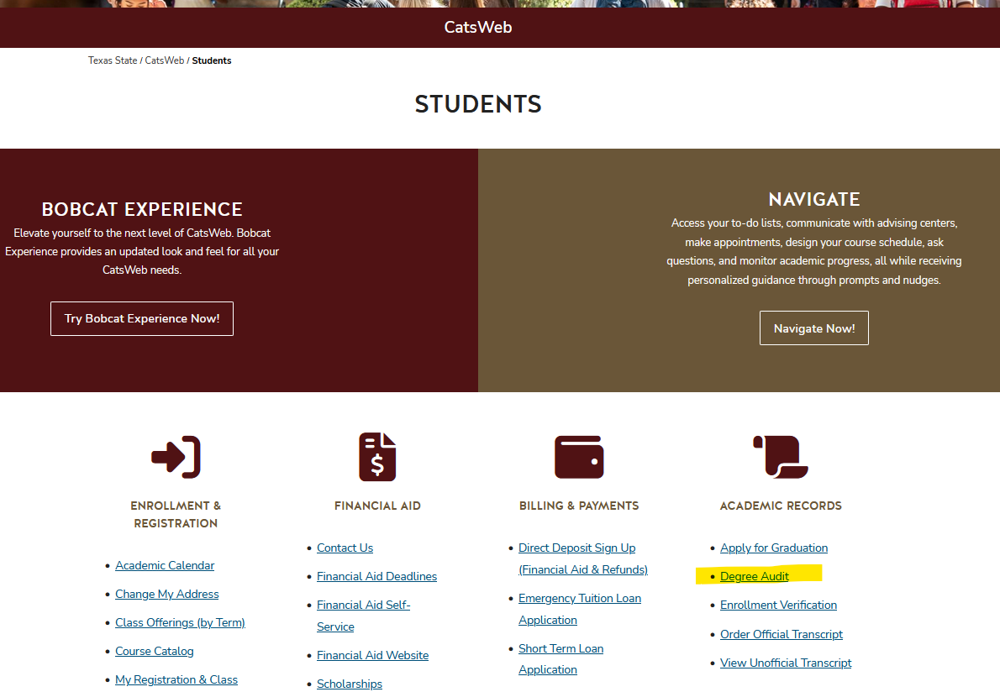 CatsWeb
Texas State / CatsWeb / Students
STUDENTS
BOBCAT EXPERIENCE
Elevate yourself to the next level of CatsWeb. Bobcat
Experience provides an updated look and feel for all your
CatsWeb needs.
Try Bobcat Experience Now!
NAVIGATE
Access your to-do lists, communicate with advising centers,
make appointments, design your course schedule, ask
questions, and monitor academic progress, all while receiving
personalized guidance through prompts and nudges.
Navigate Now!
ENROLLMENT &
REGISTRATION
• Academic Calendar
• Change My Address
• Class Offerings (by Term)
• Course Catalog
• My Registration & Class
$
FINANCIAL AID
• Contact Us
• Financial Aid Deadlines
• Financial Aid Self-
Service
• Financial Aid Website
• Scholarships
BILLING & PAYMENTS
• Direct Deposit Sign Up
(Financial Aid & Refunds)
• Emergency Tuition Loan
Application
• Short Term Loan
Application
ACADEMIC RECORDS
• Apply for Graduation
• Degree Audit
• Enrollment Verification
• Order Official Transcript
• View Unofficial Transcript